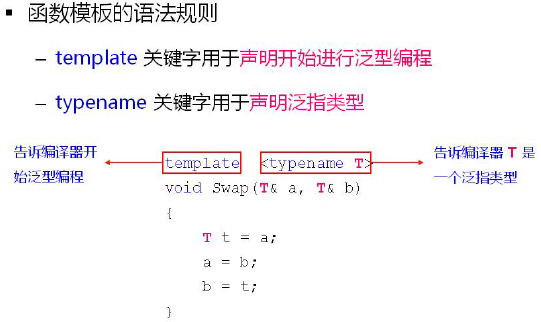 ▪ 函数模板的语法规则
– template 关键字用于声明开始进行泛型编程
– typename 关键字用于声明泛指类型
告诉编译器开
始泛型编程
template <typename T>
告诉编译器 T 是
一个泛指类型
void Swap(T& a, T& b)
{
T t = a;
a = b;
b = t;
}